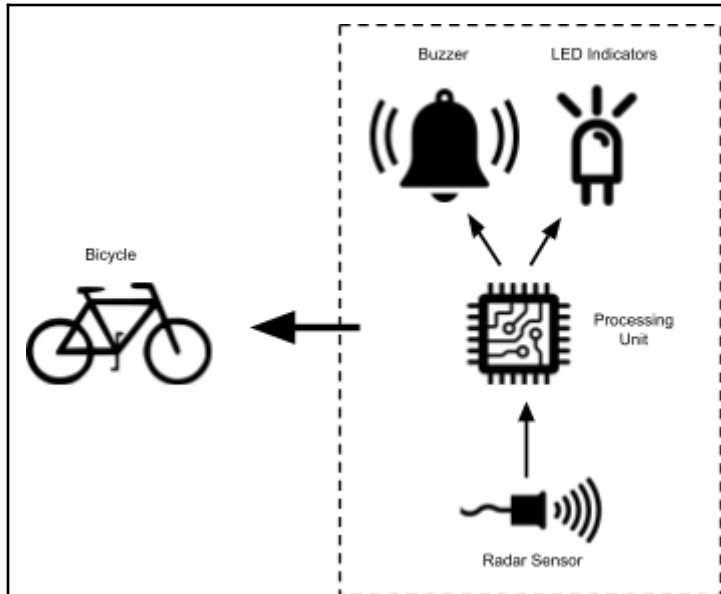 Buzzer
LED Indicators
Bicycle
Processing
Unit
Radar Sensor